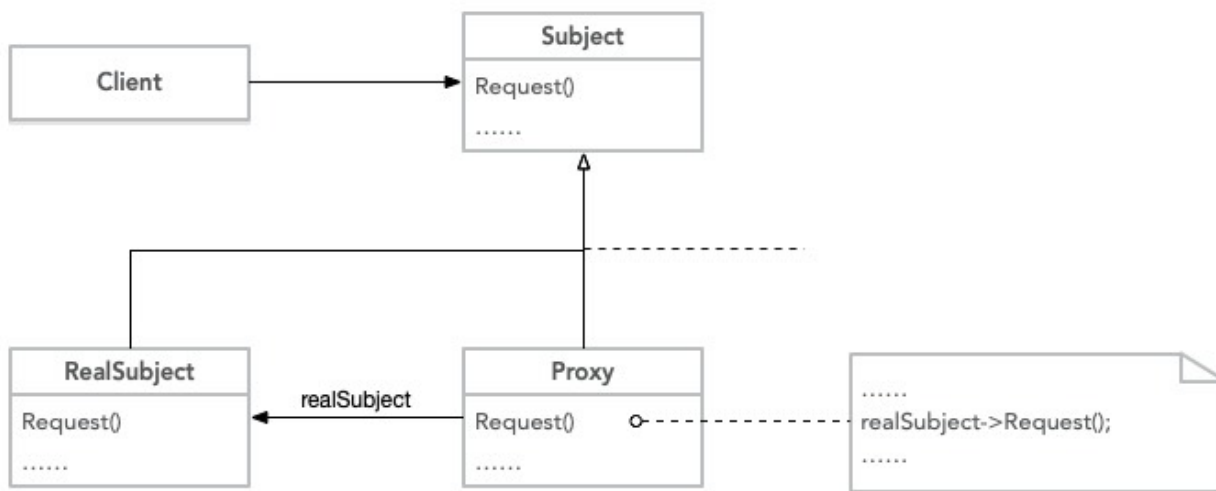 Subject
Client
Request()
......
RealSubject
Request()
......
realSubject
Proxy
Request()
......
......
realSubject->Request();
......